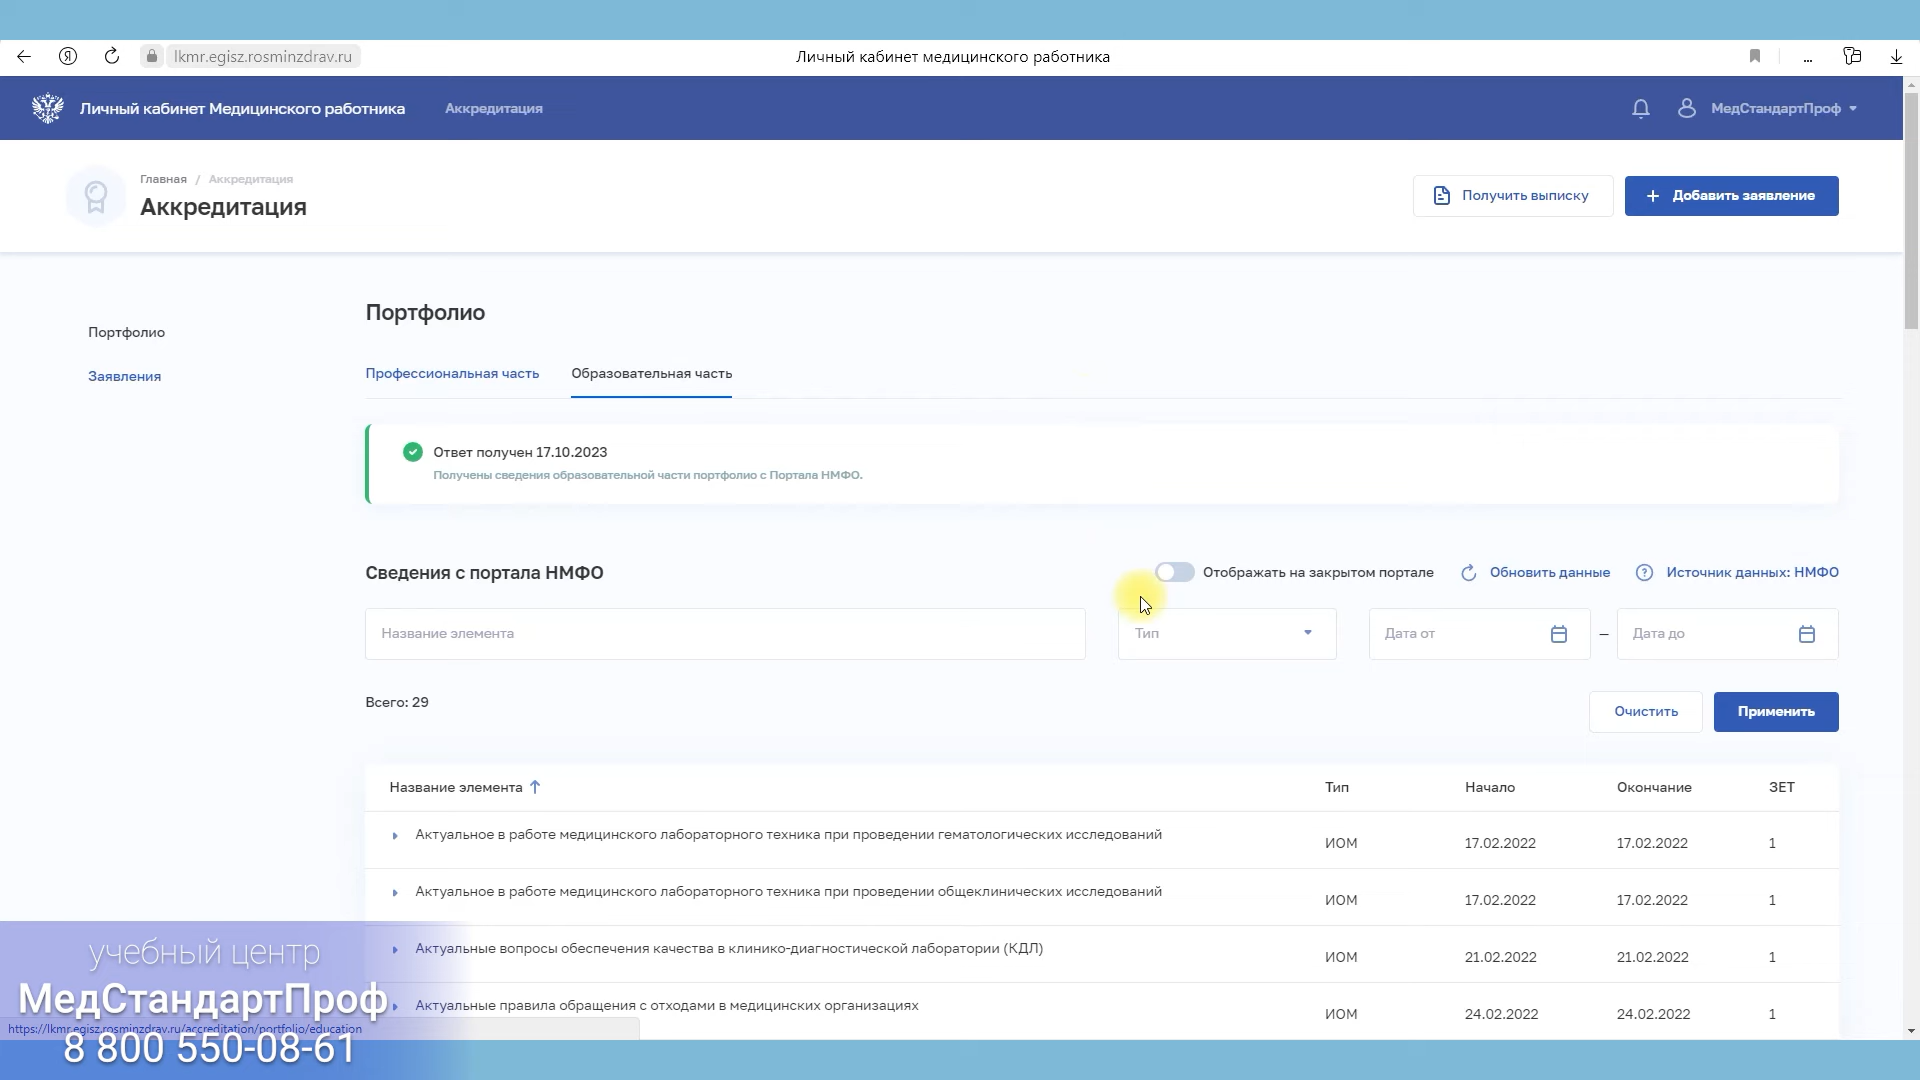 lkmr.egisz.rosminzdrav.ru
Личный кабинет медицинского работника
...
Личный кабинет Медицинского работника
Аккредитация
МедСтандартПроф
Главная / Аккредитация
Аккредитация
Получить выписку
+ Добавить заявление
Портфолио
Заявления
Портфолио
Профессиональная часть
Образовательная часть
Ответ получен 17.10.2023
Получены сведения образовательной части портфолио с Портала НМФО.
Сведения с портала НМФО
Отображать на закрытом портале
Обновить данные
Источник данных: НМФО
Название элемента
Тип
Дата от
–
Дата до
Всего: 29
Очистить
Применить
Название элемента Тип Начало Окончание ЗЕТ
Актуальное в работе медицинского лабораторного техника при проведении гематологических исследований ИОМ 17.02.2022 17.02.2022 1
Актуальное в работе медицинского лабораторного техника при проведении общеклинических исследований ИОМ 17.02.2022 17.02.2022 1
Актуальные вопросы обеспечения качества в клинико-диагностической лаборатории (КДЛ) ИОМ 21.02.2022 21.02.2022 1
Актуальные правила обращения с отходами в медицинских организациях ИОМ 24.02.2022 24.02.2022 1
учебный центр
МедСтандартПроф
https://lkmr.egisz.rosminzdrav.ru/accreditation/portfolio/education
8 800 550-08-61